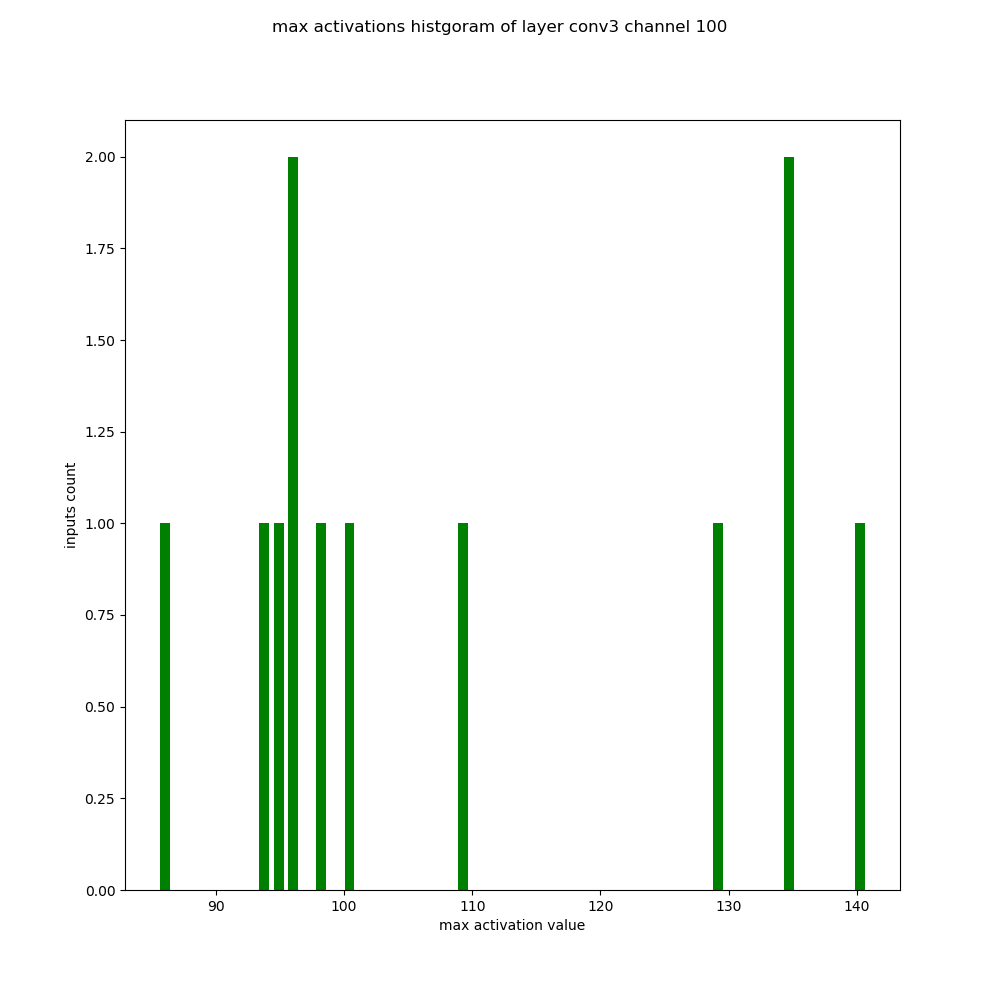 max activations histgoram of layer conv3 channel 100
2.00
1.75
1.50
1.25
1.00
0.75
0.50
0.25
0.00
inputs count
90 100 110 120 130 140
max activation value